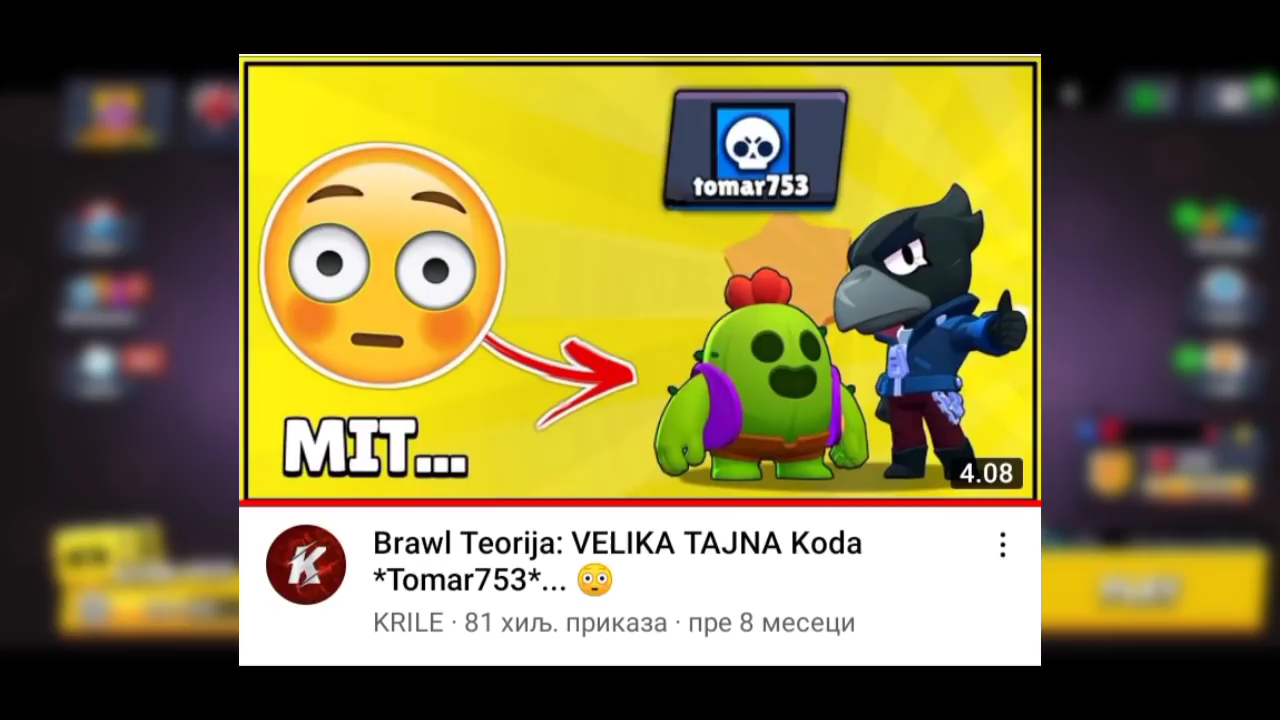 tomar753
MIT...
4.08
K
Brawl Teorija: VELIKA TAJNA Koda
*Tomar753*... 😳
KRILE · 81 хиљ. приказа · пре 8 месеци